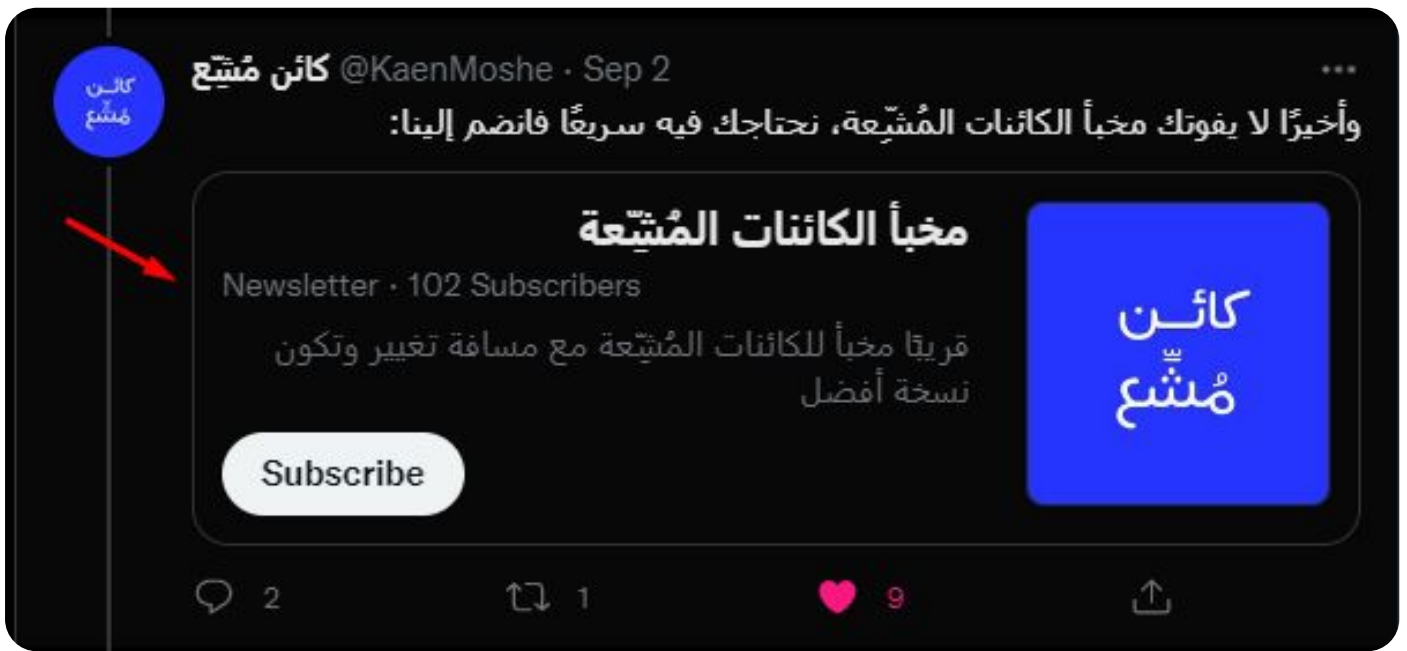 كائن مُشِّع @KaenMoshe · Sep 2
كائــن
مُشِّع
وأخيرًا لا يفوتك مخبأ الكائنات المُشِّعة، نحتاجك فيه سريعًا فانضم إلينا:
مخبأ الكائنات المُشِّعة
Newsletter · 102 Subscribers
قريبًا مخبأ للكائنات المُشِّعة مع مسافة تغيير وتكون
نسخة أفضل
Subscribe
كائــن
مُشِّع
2
1
9